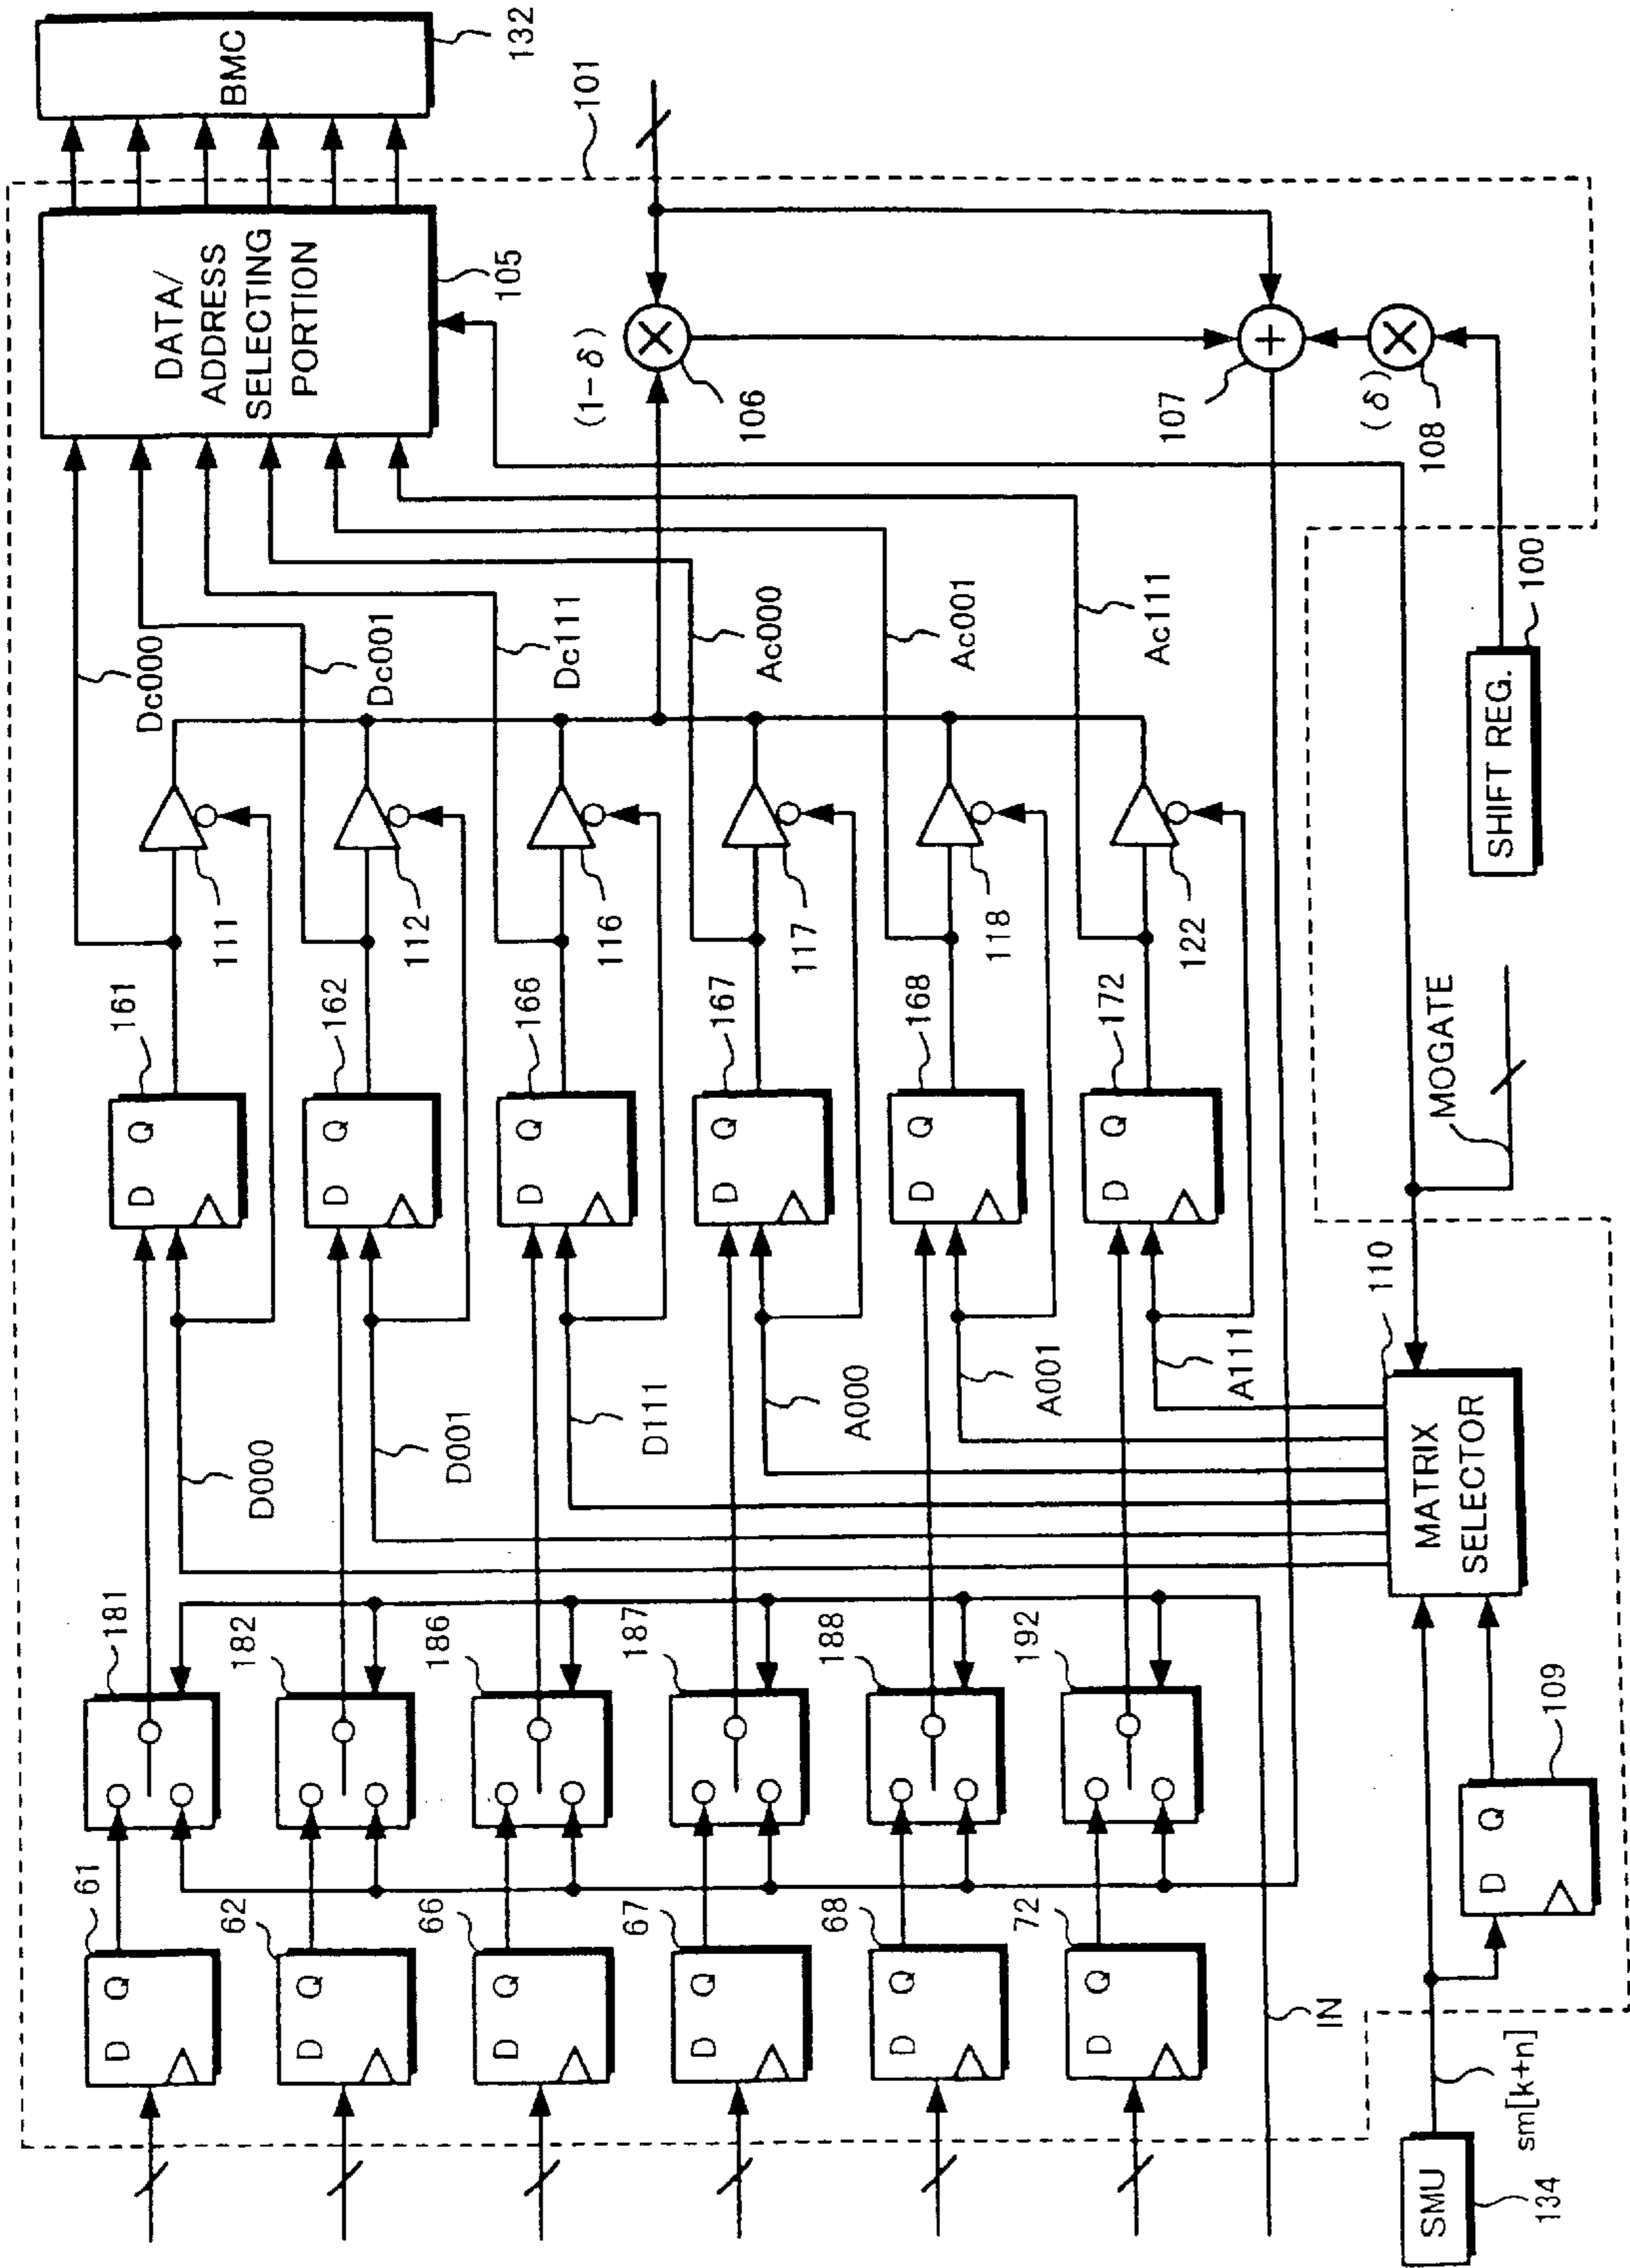 BMC
132
101
DATA/
ADDRESS
SELECTING
PORTION
105
(1-δ)
106
107
(δ)
108
100
SHIFT REG.
MOGATE
Dc000
Dc001
Dc111
Ac000
Ac001
Ac111
111
112
116
117
118
122
161
D Q
162
D Q
166
D Q
167
D Q
168
D Q
172
D Q
D000
D001
D111
A000
A001
A111
110
MATRIX
SELECTOR
181
182
186
187
188
192
109
D Q
61
D Q
62
D Q
66
D Q
67
D Q
68
D Q
72
D Q
IN
sm[k+n]
SMU
134